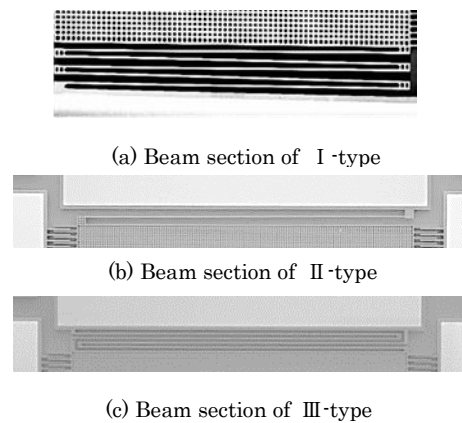 (a) Beam section of Ⅰ-type
(b) Beam section of Ⅱ-type
(c) Beam section of Ⅲ-type